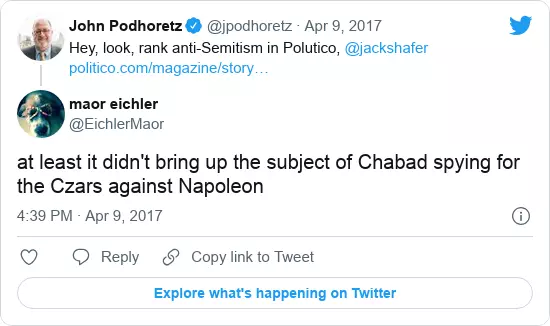 John Podhoretz @jpodhoretz · Apr 9, 2017
Hey, look, rank anti-Semitism in Polutico, @jackshafer
politico.com/magazine/story…
maor eichler
@EichlerMaor
at least it didn't bring up the subject of Chabad spying for
the Czars against Napoleon
4:39 PM · Apr 9, 2017
Reply Copy link to Tweet
Explore what's happening on Twitter